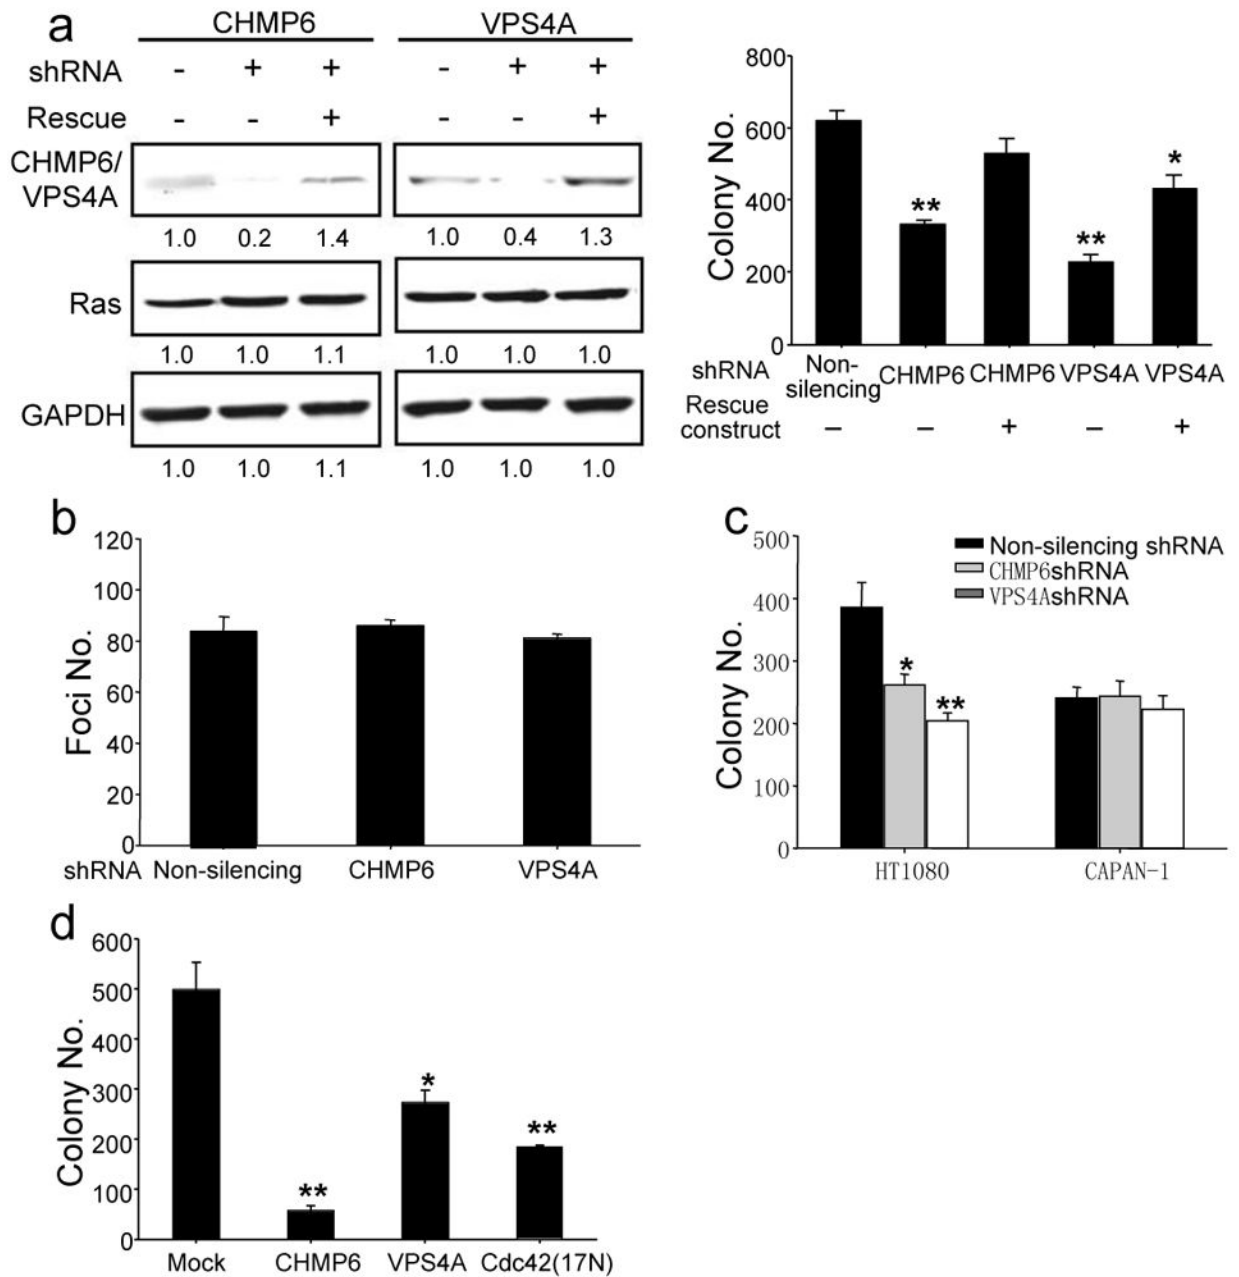 a
CHMP6 VPS4A
shRNA - + + - + +
Rescue - - + - - +
CHMP6/
VPS4A
1.0 0.2 1.4 1.0 0.4 1.3
Ras
1.0 1.0 1.1 1.0 1.0 1.0
GAPDH
1.0 1.0 1.1 1.0 1.0 1.0
Colony No.
800
600
400
200
0
** ** *
shRNA Non-silencing CHMP6 CHMP6 VPS4A VPS4A
Rescue
construct – – + – +
b
Foci No.
120
100
80
60
40
20
0
shRNA Non-silencing CHMP6 VPS4A
c
Colony No.
500
400
300
200
100
0
Non-silencing shRNA
CHMP6shRNA
VPS4AshRNA
* **
HT1080 CAPAN-1
d
Colony No.
600
500
400
300
200
100
0
** * **
Mock CHMP6 VPS4A Cdc42(17N)